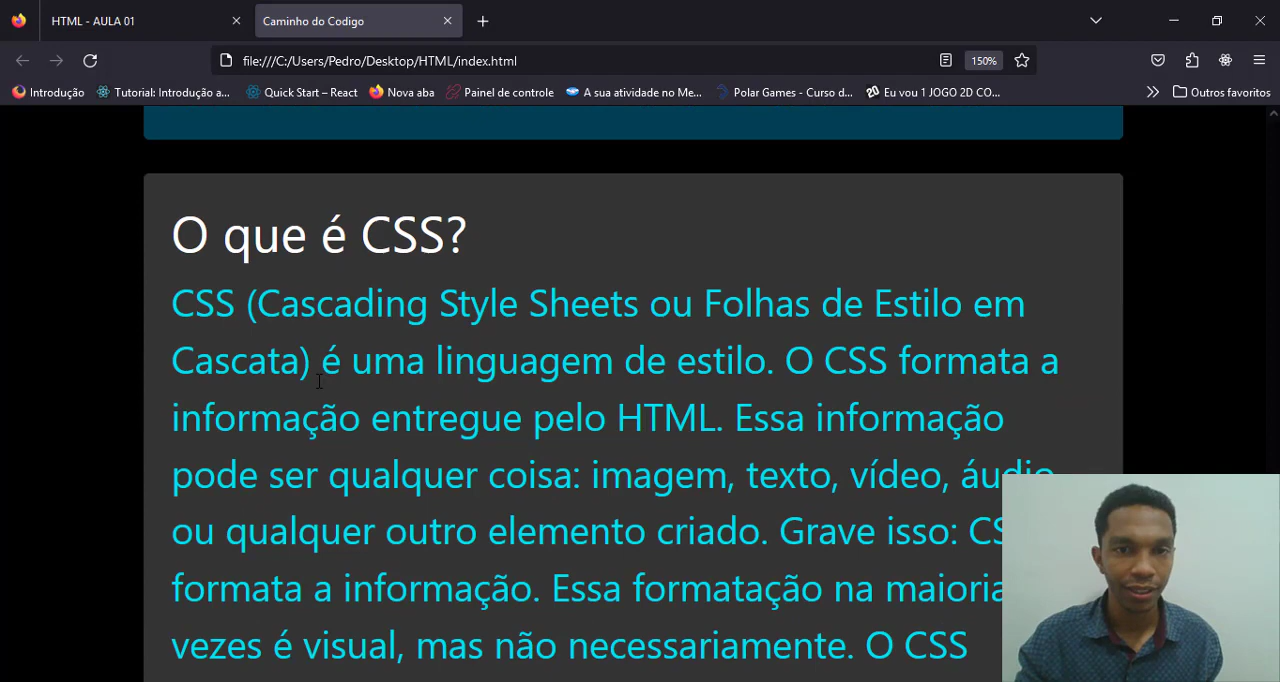 HTML - AULA 01
Caminho do Codigo
file:///C:/Users/Pedro/Desktop/HTML/index.html
150%
Introdução
Tutorial: Introdução a...
Quick Start – React
Nova aba
Painel de controle
A sua atividade no Me...
Polar Games - Curso d...
Eu vou 1 JOGO 2D CO...
Outros favoritos
O que é CSS?
CSS (Cascading Style Sheets ou Folhas de Estilo em
Cascata) é uma linguagem de estilo. O CSS formata a
informação entregue pelo HTML. Essa informação
pode ser qualquer coisa: imagem, texto, vídeo, áudio
ou qualquer outro elemento criado. Grave isso:
formata a informação. Essa formatação na maioria
vezes é visual, mas não necessariamente. O CSS